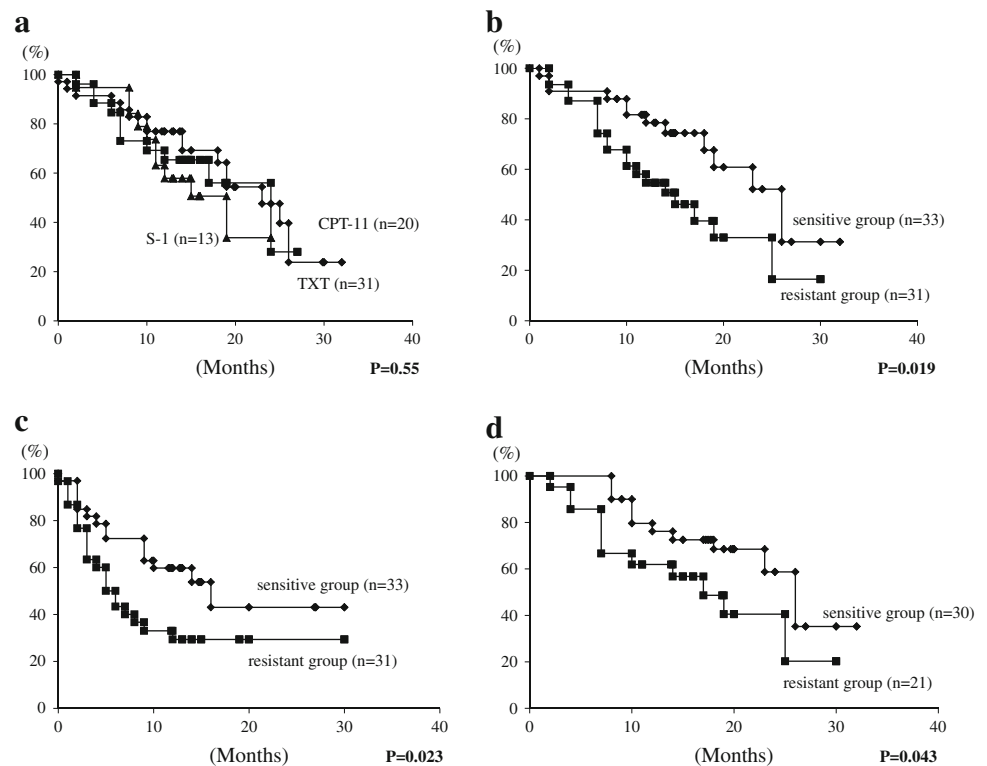 a
(%)
100
80
60
40
20
0
0 10 20 30 40
CPT-11 (n=20)
S-1 (n=13)
TXT (n=31)
(Months)
P=0.55
b
(%)
100
80
60
40
20
0
0 10 20 30 40
sensitive group (n=33)
resistant group (n=31)
(Months)
P=0.019
c
(%)
100
80
60
40
20
0
0 10 20 30 40
sensitive group (n=33)
resistant group (n=31)
(Months)
P=0.023
d
(%)
100
80
60
40
20
0
0 10 20 30 40
sensitive group (n=30)
resistant group (n=21)
(Months)
P=0.043